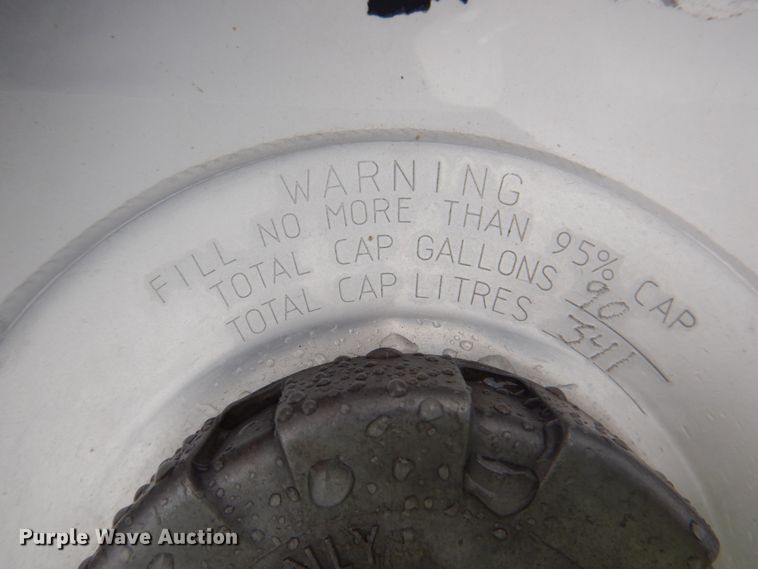 WARNING
FILL NO MORE THAN 95% CAP
TOTAL CAP GALLONS 90
TOTAL CAP LITRES 341
Purple Wave Auction